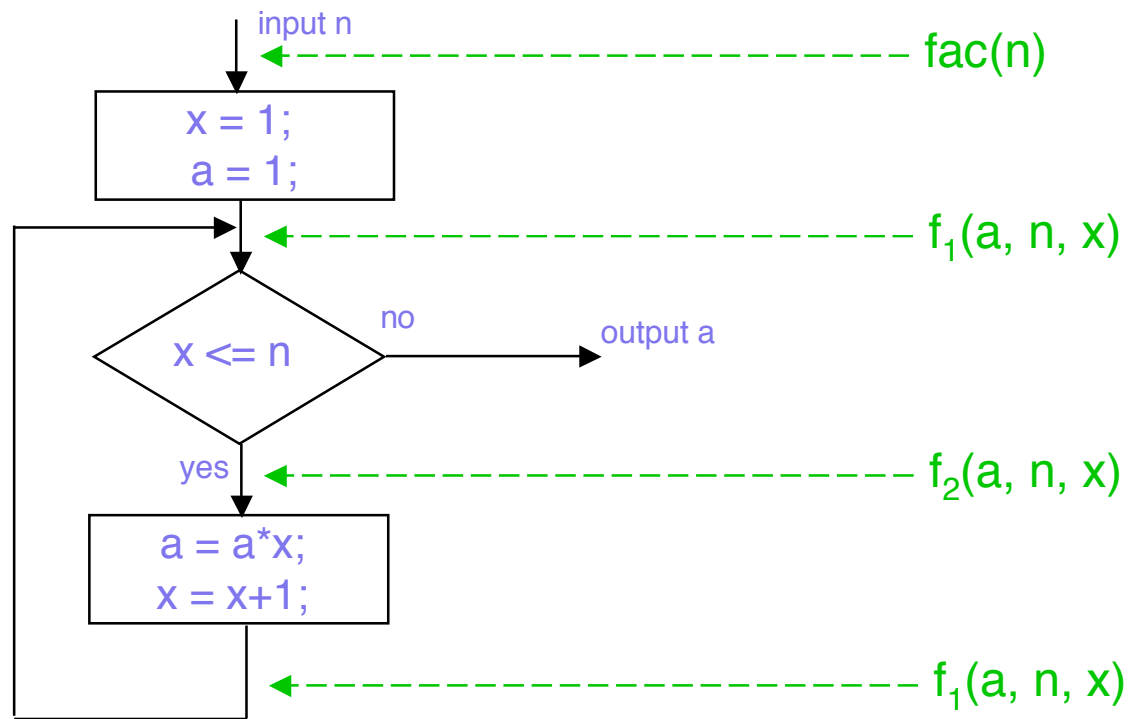 input n
fac(n)
x = 1;
a = 1;
f₁(a, n, x)
no
x <= n
output a
yes
f₂(a, n, x)
a = a*x;
x = x+1;
f₁(a, n, x)